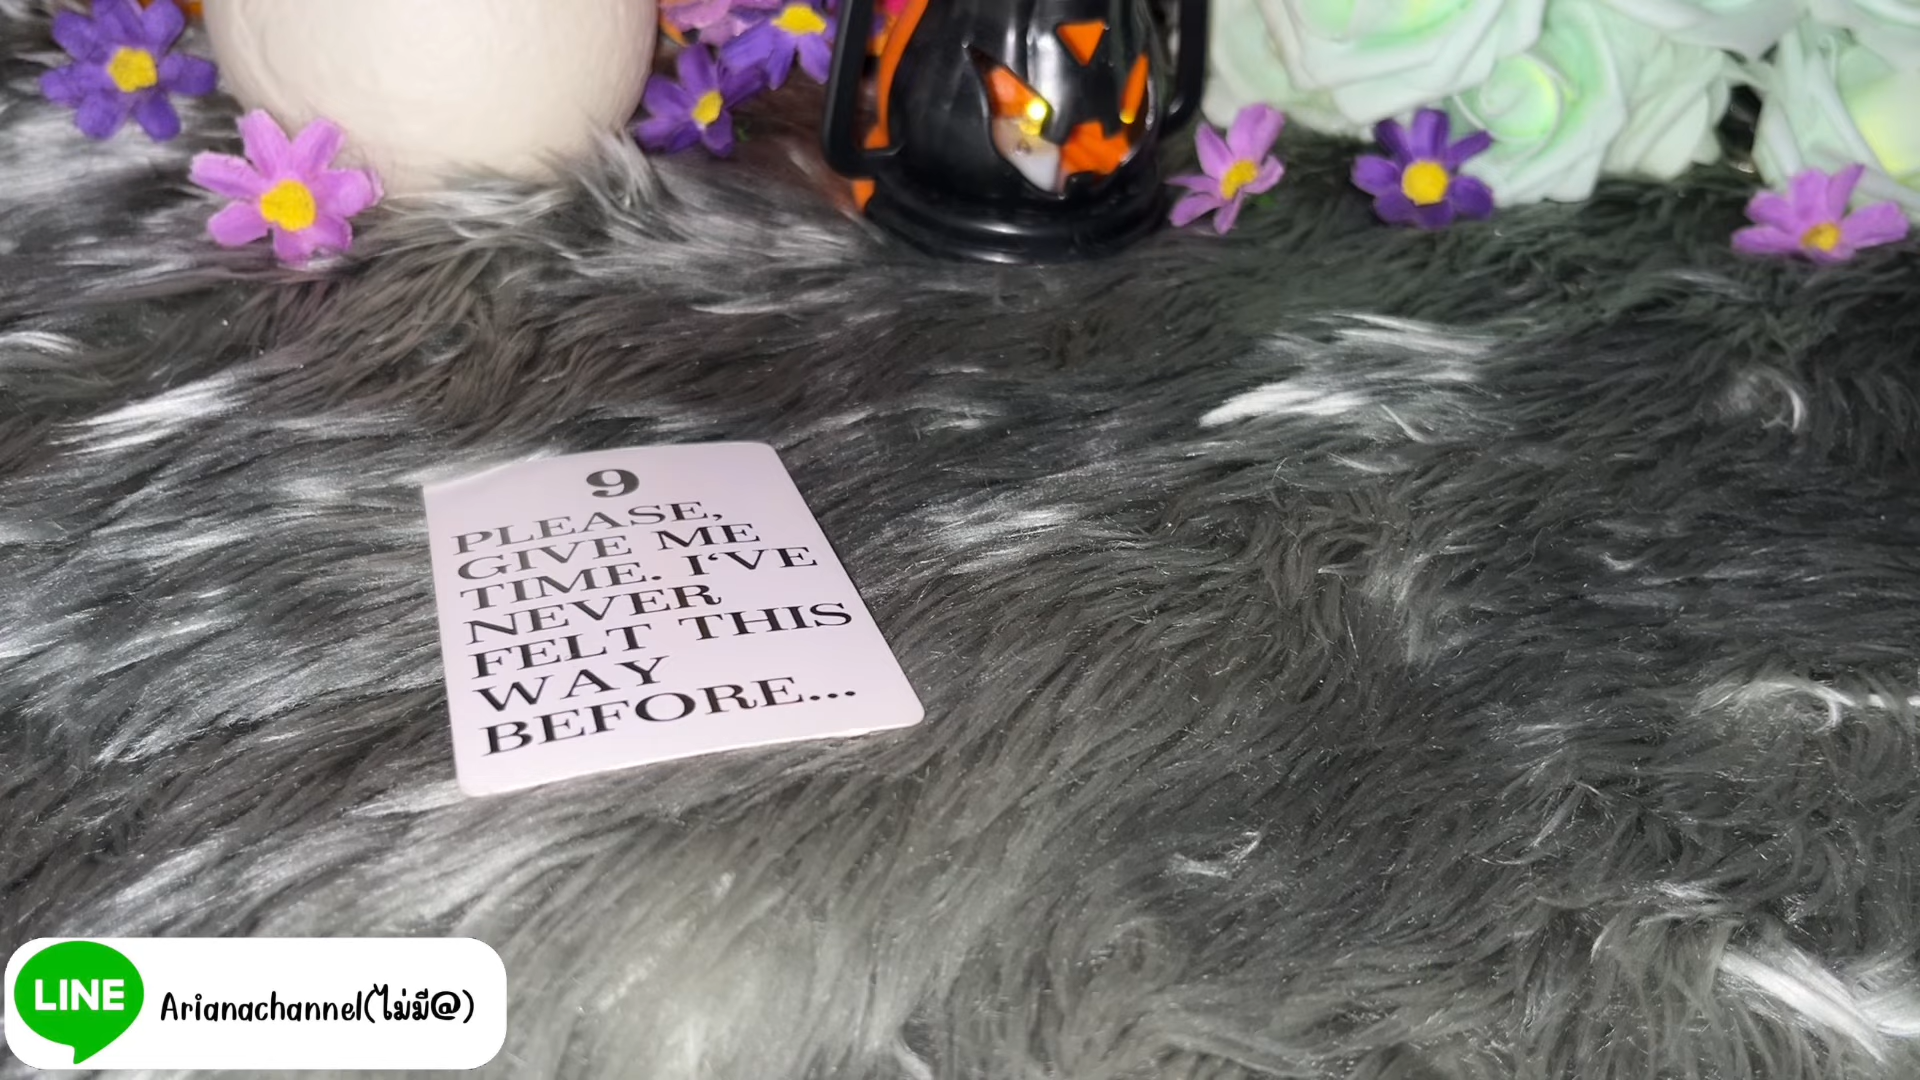 9
PLEASE,
GIVE ME
TIME. I‘VE
NEVER
FELT THIS
WAY
BEFORE...
LINE
Arianachannel(ไม่มี@)